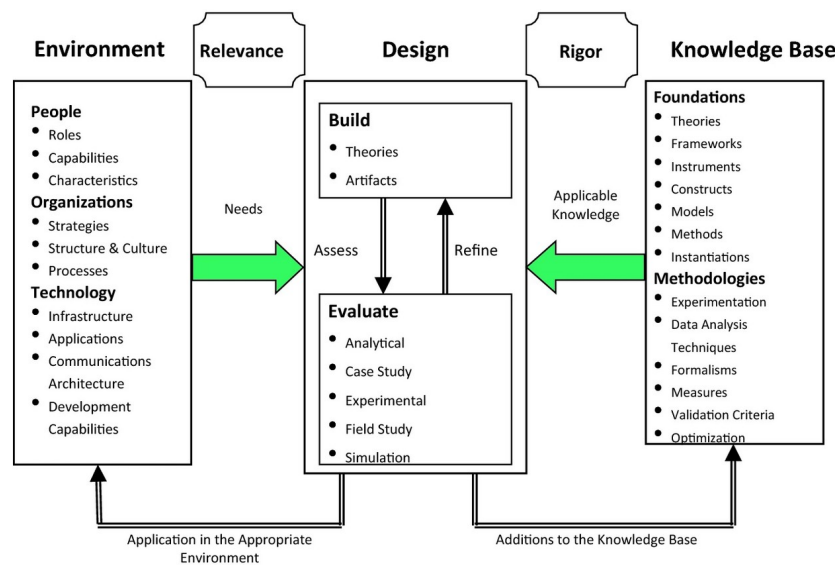 Environment
Relevance
Design
Rigor
Knowledge Base
People
Roles
Capabilities
Characteristics
Organizations
Strategies
Structure & Culture
Processes
Technology
Infrastructure
Applications
Communications
Architecture
Development
Capabilities
Needs
Build
Theories
Artifacts
Assess
Refine
Evaluate
Analytical
Case Study
Experimental
Field Study
Simulation
Applicable
Knowledge
Foundations
Theories
Frameworks
Instruments
Constructs
Models
Methods
Instantiations
Methodologies
Experimentation
Data Analysis
Techniques
Formalisms
Measures
Validation Criteria
Optimization
Application in the Appropriate
Environment
Additions to the Knowledge Base